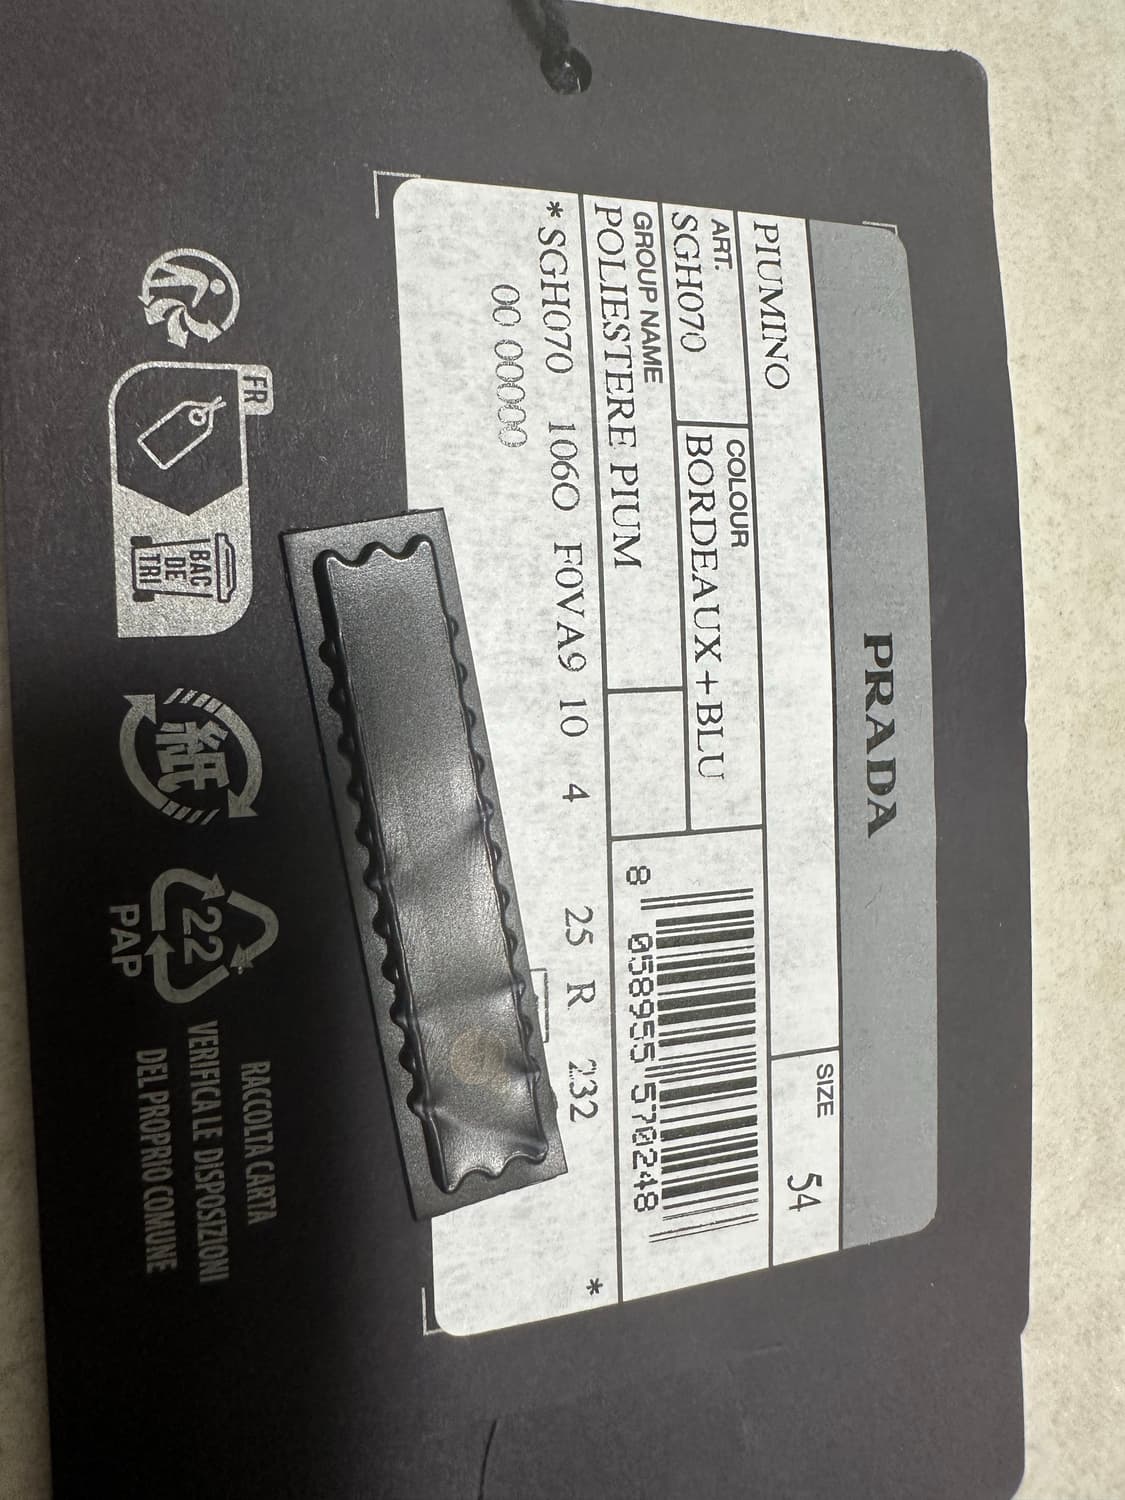 PRADA
PIUMINO
SIZE 54
ART.
SGH070
COLOUR
BORDEAUX+BLU
GROUP NAME
POLIESTERE PIUM
8 058955 570248
*SGH070 1060 F0VA9 10 4 25 R 232 *
00 00000
FR
BAC
DE
TRI
紙
22
PAP
RACCOLTA CARTA
VERIFICA LE DISPOSIZIONI
DEL PROPRIO COMUNE